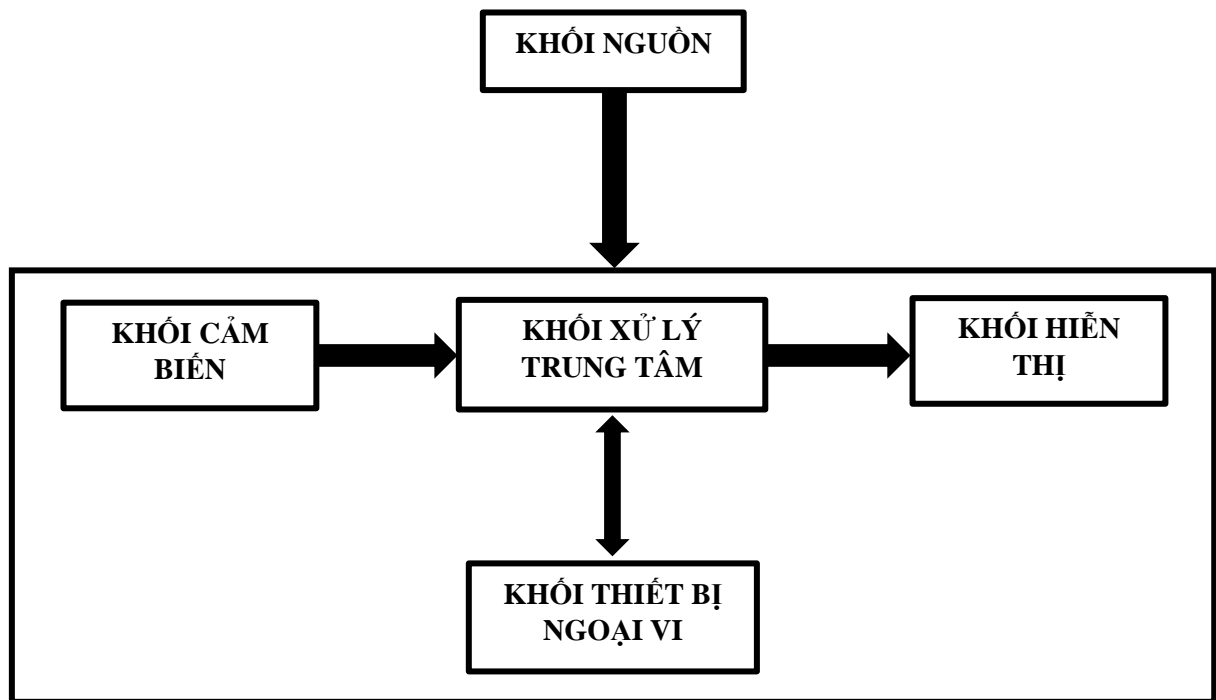 KHỐI NGUỒN
KHỐI CẢM
BIẾN
KHỐI XỬ LÝ
TRUNG TÂM
KHỐI HIỄN
THỊ
KHỐI THIẾT BỊ
NGOẠI VI